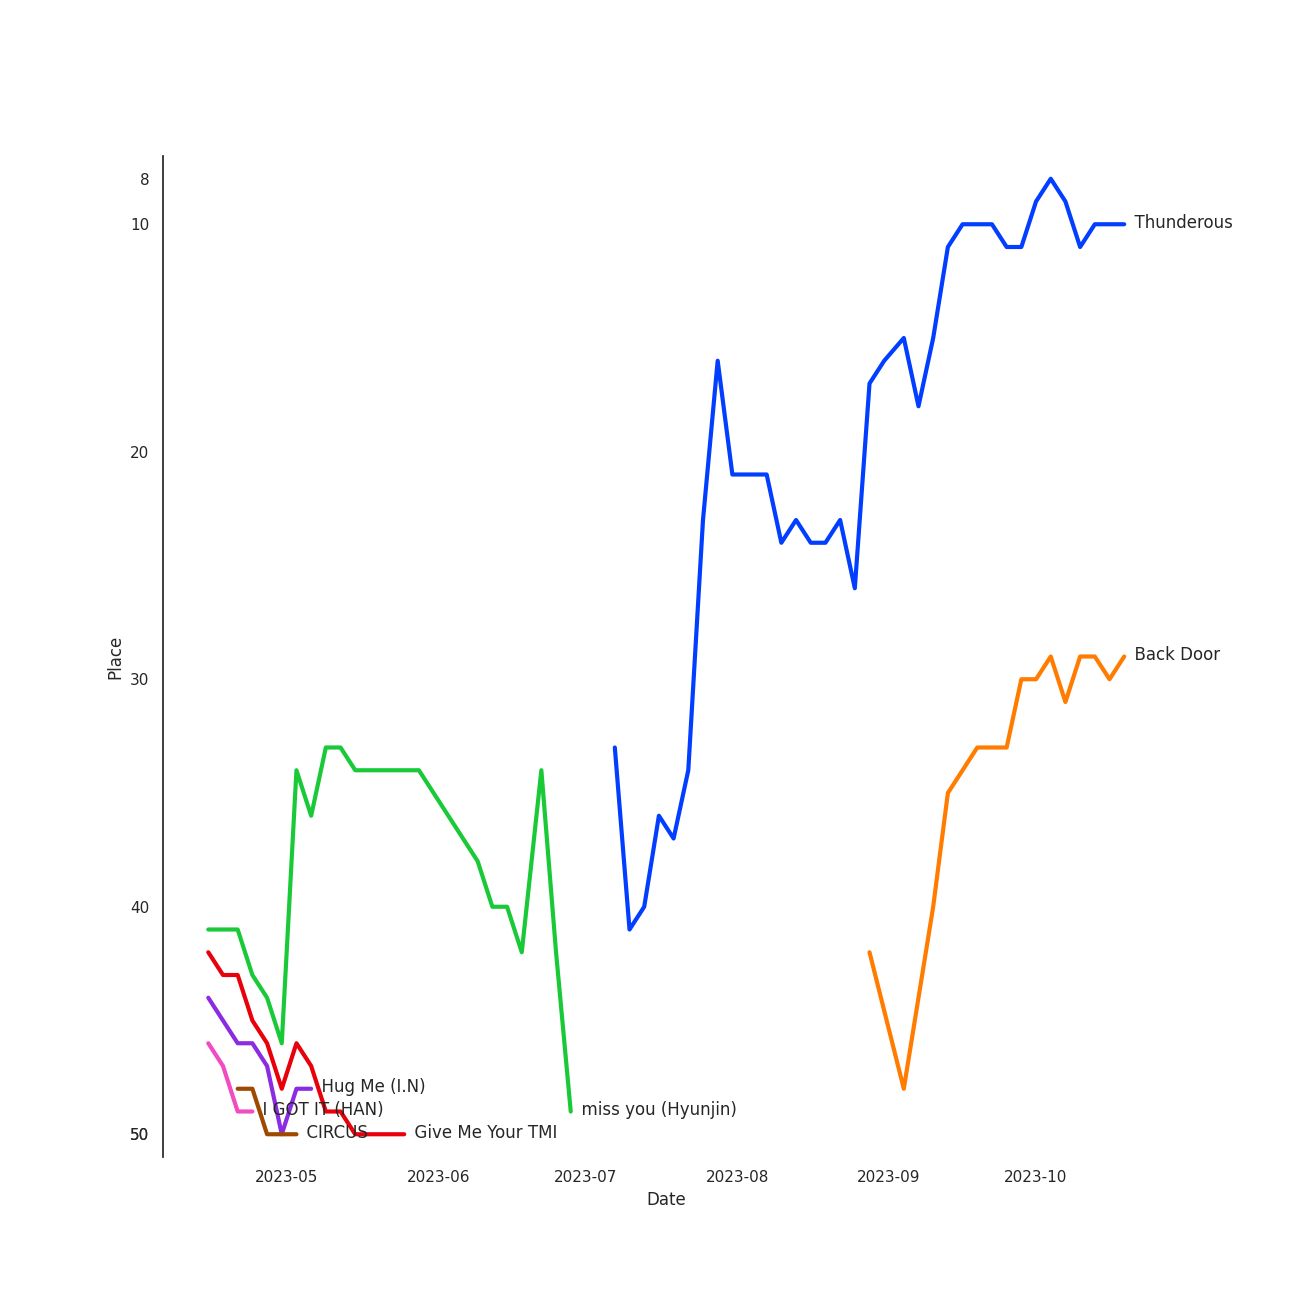 8
10
Thunderous
20
Place
30
Back Door
40
Hug Me (I.N)
I GOT IT (HAN)
miss you (Hyunjin)
50
CIRCUS
Give Me Your TMI
2023-05
2023-06
2023-07
2023-08
2023-09
2023-10
Date